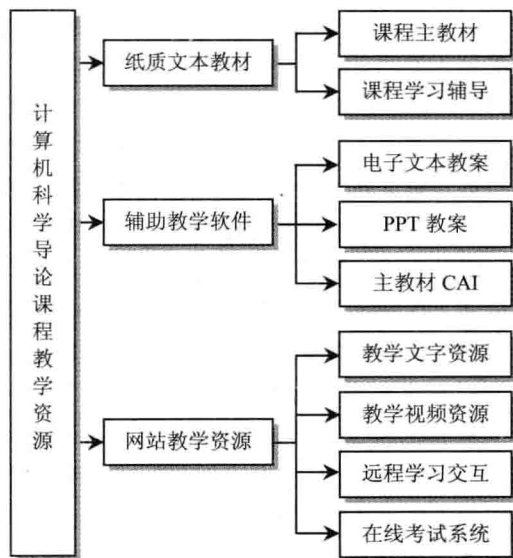 计算机科学导论课程教学资源
纸质文本教材
课程主教材
课程学习辅导
辅助教学软件
电子文本教案
PPT 教案
主教材 CAI
网站教学资源
教学文字资源
教学视频资源
远程学习交互
在线考试系统